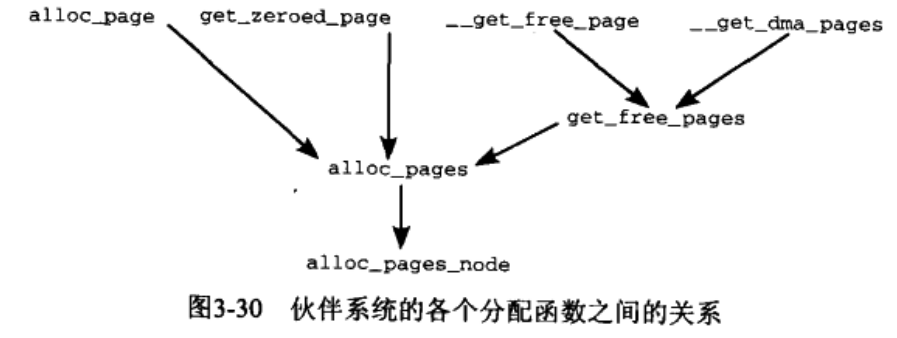 alloc_page get_zeroed_page __get_free_page __get_dma_pages
get_free_pages
alloc_pages
alloc_pages_node
图3-30 伙伴系统的各个分配函数之间的关系